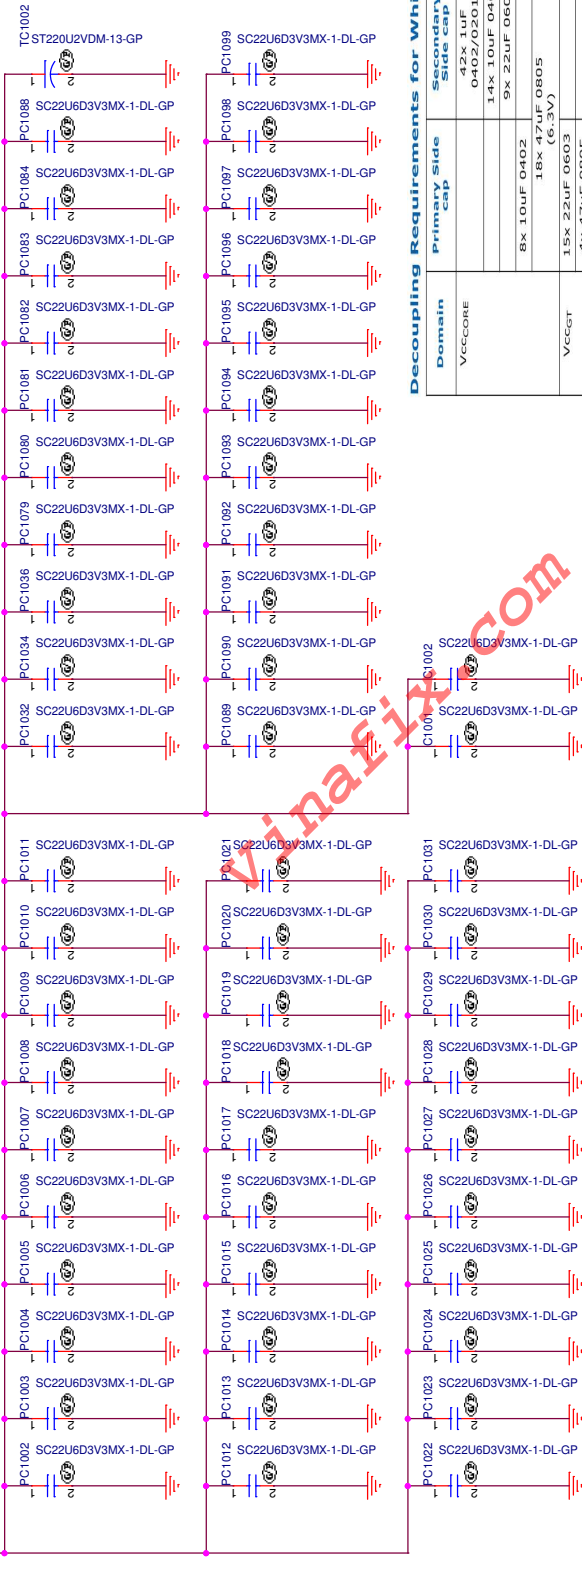 TC1002
ST220U2VDM-13-GP
PC1088
SC22U6D3V3MX-1-DL-GP
PC1084
SC22U6D3V3MX-1-DL-GP
PC1083
SC22U6D3V3MX-1-DL-GP
PC1082
SC22U6D3V3MX-1-DL-GP
PC1081
SC22U6D3V3MX-1-DL-GP
PC1080
SC22U6D3V3MX-1-DL-GP
PC1079
SC22U6D3V3MX-1-DL-GP
PC1036
SC22U6D3V3MX-1-DL-GP
PC1034
SC22U6D3V3MX-1-DL-GP
PC1032
SC22U6D3V3MX-1-DL-GP
PC1099
SC22U6D3V3MX-1-DL-GP
PC1098
SC22U6D3V3MX-1-DL-GP
PC1097
SC22U6D3V3MX-1-DL-GP
PC1096
SC22U6D3V3MX-1-DL-GP
PC1095
SC22U6D3V3MX-1-DL-GP
PC1094
SC22U6D3V3MX-1-DL-GP
PC1093
SC22U6D3V3MX-1-DL-GP
PC1092
SC22U6D3V3MX-1-DL-GP
PC1091
SC22U6D3V3MX-1-DL-GP
PC1090
SC22U6D3V3MX-1-DL-GP
PC1089
SC22U6D3V3MX-1-DL-GP
Decoupling Requirements for
Domain
Primary Side cap
Secondary Side cap
VccCORE
42x 1uF 0402/0201
14x 10uF
9x 22uF
8x 10uF 0402
18x 47uF 0805 (6.3V)
VccGT
15x 22uF 0603
C1002
SC22U6D3V3MX-1-DL-GP
C1001
SC22U6D3V3MX-1-DL-GP
vinafix.com
PC1011
SC22U6D3V3MX-1-DL-GP
PC1010
SC22U6D3V3MX-1-DL-GP
PC1009
SC22U6D3V3MX-1-DL-GP
PC1008
SC22U6D3V3MX-1-DL-GP
PC1007
SC22U6D3V3MX-1-DL-GP
PC1006
SC22U6D3V3MX-1-DL-GP
PC1005
SC22U6D3V3MX-1-DL-GP
PC1004
SC22U6D3V3MX-1-DL-GP
PC1003
SC22U6D3V3MX-1-DL-GP
PC1002
SC22U6D3V3MX-1-DL-GP
PC1021
SC22U6D3V3MX-1-DL-GP
PC1020
SC22U6D3V3MX-1-DL-GP
PC1019
SC22U6D3V3MX-1-DL-GP
PC1018
SC22U6D3V3MX-1-DL-GP
PC1017
SC22U6D3V3MX-1-DL-GP
PC1016
SC22U6D3V3MX-1-DL-GP
PC1015
SC22U6D3V3MX-1-DL-GP
PC1014
SC22U6D3V3MX-1-DL-GP
PC1013
SC22U6D3V3MX-1-DL-GP
PC1012
SC22U6D3V3MX-1-DL-GP
PC1031
SC22U6D3V3MX-1-DL-GP
PC1030
SC22U6D3V3MX-1-DL-GP
PC1029
SC22U6D3V3MX-1-DL-GP
PC1028
SC22U6D3V3MX-1-DL-GP
PC1027
SC22U6D3V3MX-1-DL-GP
PC1026
SC22U6D3V3MX-1-DL-GP
PC1025
SC22U6D3V3MX-1-DL-GP
PC1024
SC22U6D3V3MX-1-DL-GP
PC1023
SC22U6D3V3MX-1-DL-GP
PC1022
SC22U6D3V3MX-1-DL-GP